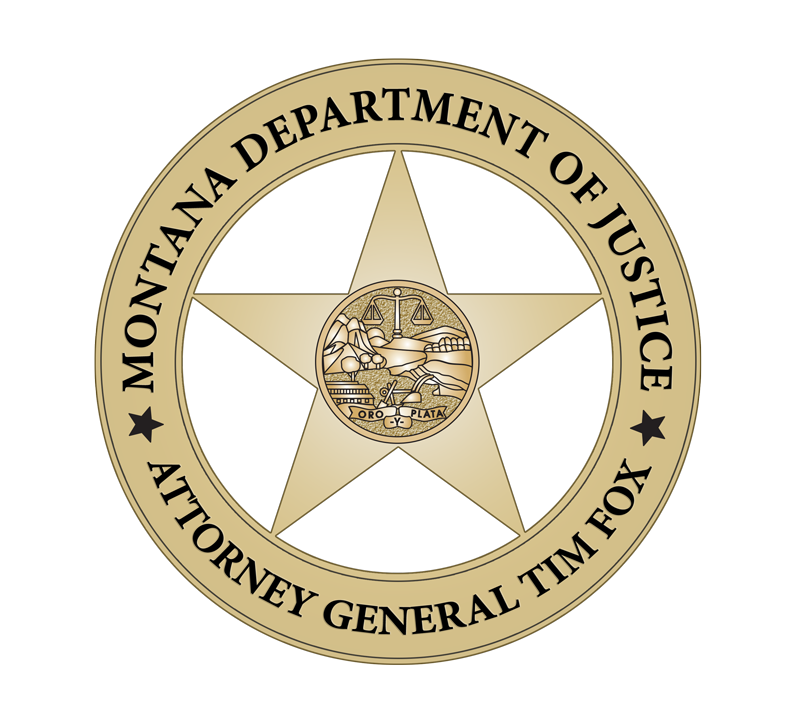 MONTANA DEPARTMENT OF JUSTICE
ORO
-Y-
PLATA
ATTORNEY GENERAL TIM FOX